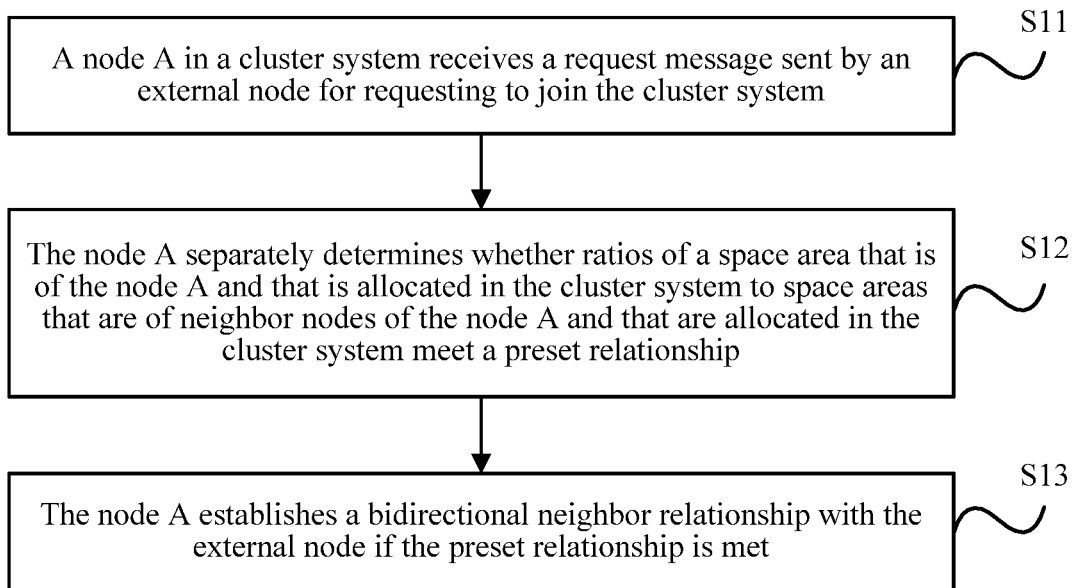 S11
A node A in a cluster system receives a request message sent by an
external node for requesting to join the cluster system
S12
The node A separately determines whether ratios of a space area that is
of the node A and that is allocated in the cluster system to space areas
that are of neighbor nodes of the node A and that are allocated in the
cluster system meet a preset relationship
S13
The node A establishes a bidirectional neighbor relationship with the
external node if the preset relationship is met